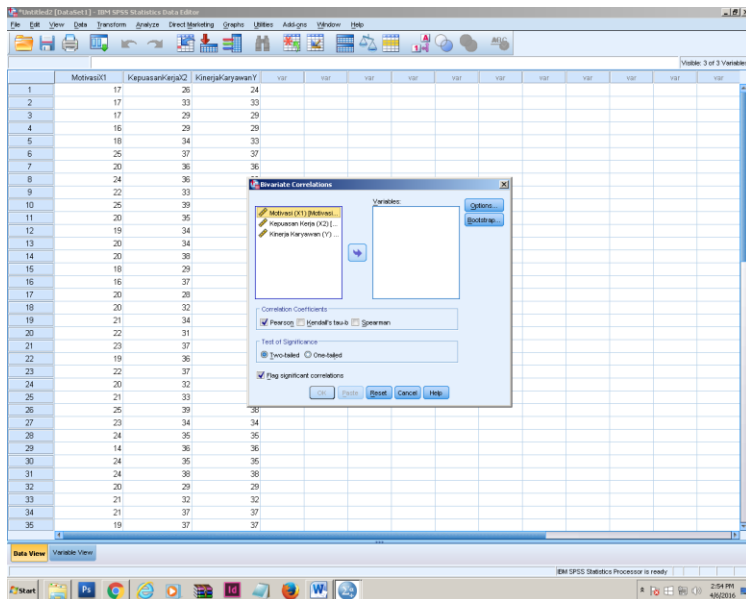 *Untitled2 [DataSet1] - IBM SPSS Statistics Data Editor
File Edit View Data Transform Analyze Direct Marketing Graphs Utilities Add-ons Window Help
Visible: 3 of 3 Variables
MotivasiX1 KepuasanKerjaX2 KinerjaKaryawanY var var var var var var var var var var
1 17 26 24
2 17 33 33
3 17 29 29
4 16 29 29
5 18 34 33
6 25 37 37
7 20 36 36
8 24 36
9 22 33
10 25 39
11 20 35
12 19 34
13 20 34
14 20 38
15 18 29
16 16 37
17 20 28
18 20 32
19 21 34
20 22 31
21 23 37
22 19 36
23 22 37
24 20 32
25 21 33
26 25 39 38
27 23 34 34
28 24 35 35
29 14 36 36
30 24 35 35
31 24 38 38
32 20 29 29
33 21 32 32
34 21 37 37
35 19 37 37
Bivariate Correlations
Variables:
Motivasi (X1) [Motivasi...
Kepuasan Kerja (X2) [...
Kinerja Karyawan (Y) ...
Options...
Bootstrap...
Correlation Coefficients
Pearson Kendall's tau-b Spearman
Test of Significance
Two-tailed One-tailed
Flag significant correlations
OK Paste Reset Cancel Help
Data View Variable View
IBM SPSS Statistics Processor is ready
Start Ps Id W
2:54 PM
4/6/2016